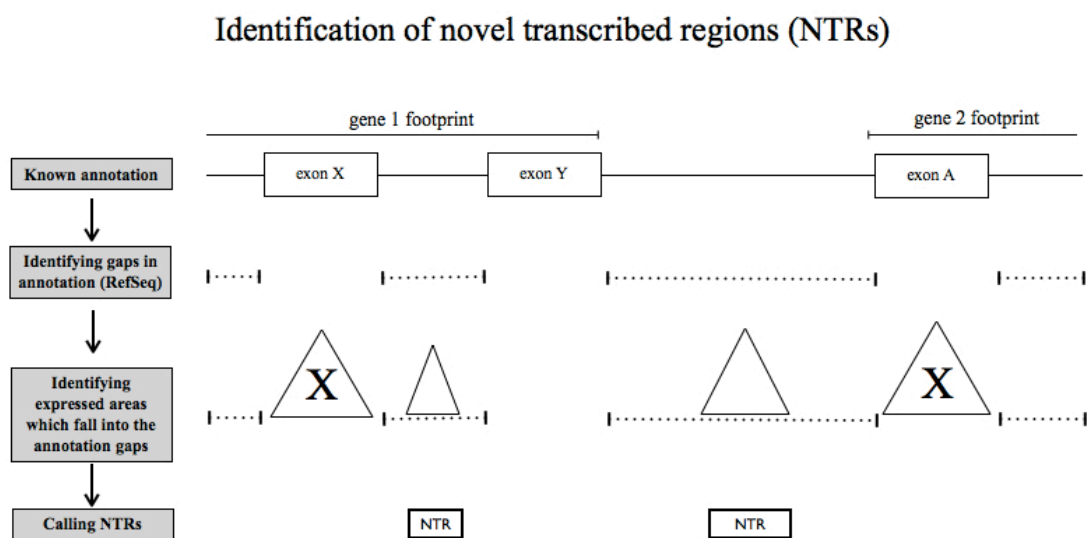 Identification of novel transcribed regions (NTRs)
gene 1 footprint
gene 2 footprint
Known annotation
exon X
exon Y
exon A
Identifying gaps in
annotation (RefSeq)
Identifying
expressed areas
which fall into the
annotation gaps
X
X
Calling NTRs
NTR
NTR